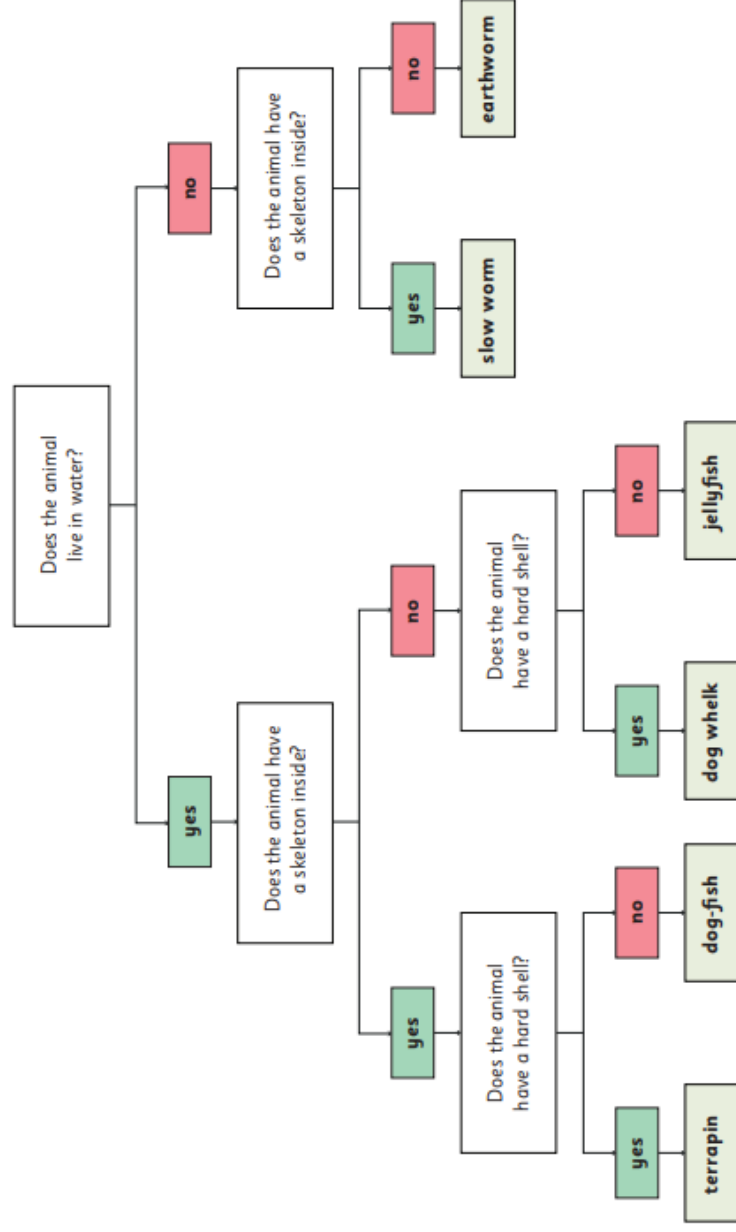 Does the animal
live in water?
yes
no
Does the animal have
a skeleton inside?
Does the animal have
a skeleton inside?
yes
no
yes
no
Does the animal
have a hard shell?
Does the animal
have a hard shell?
slow worm
earthworm
yes
no
yes
no
terrapin
dog-fish
dog whelk
jellyfish